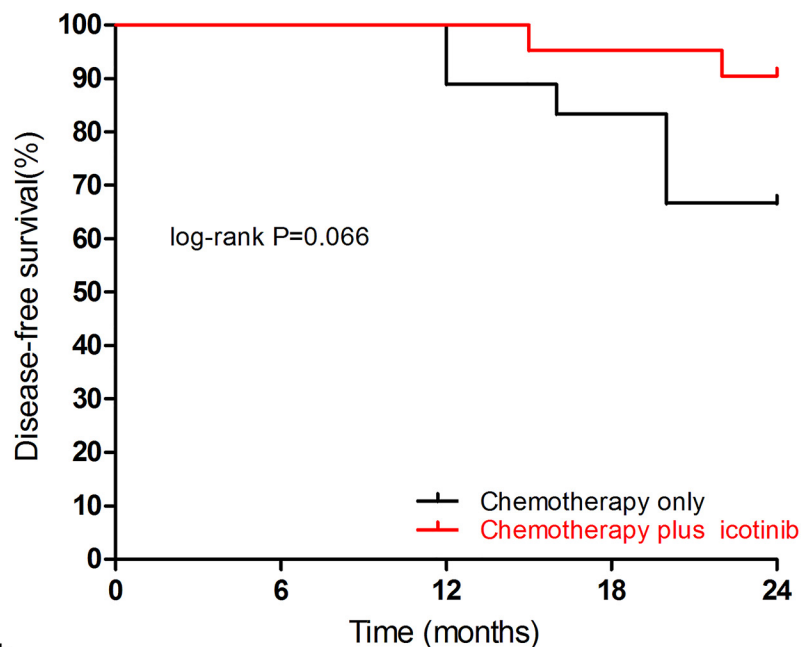 Disease-free survival(%)
100
90
80
70
60
50
40
30
20
10
0
log-rank P=0.066
Chemotherapy only
Chemotherapy plus icotinib
0 6 12 18 24
Time (months)